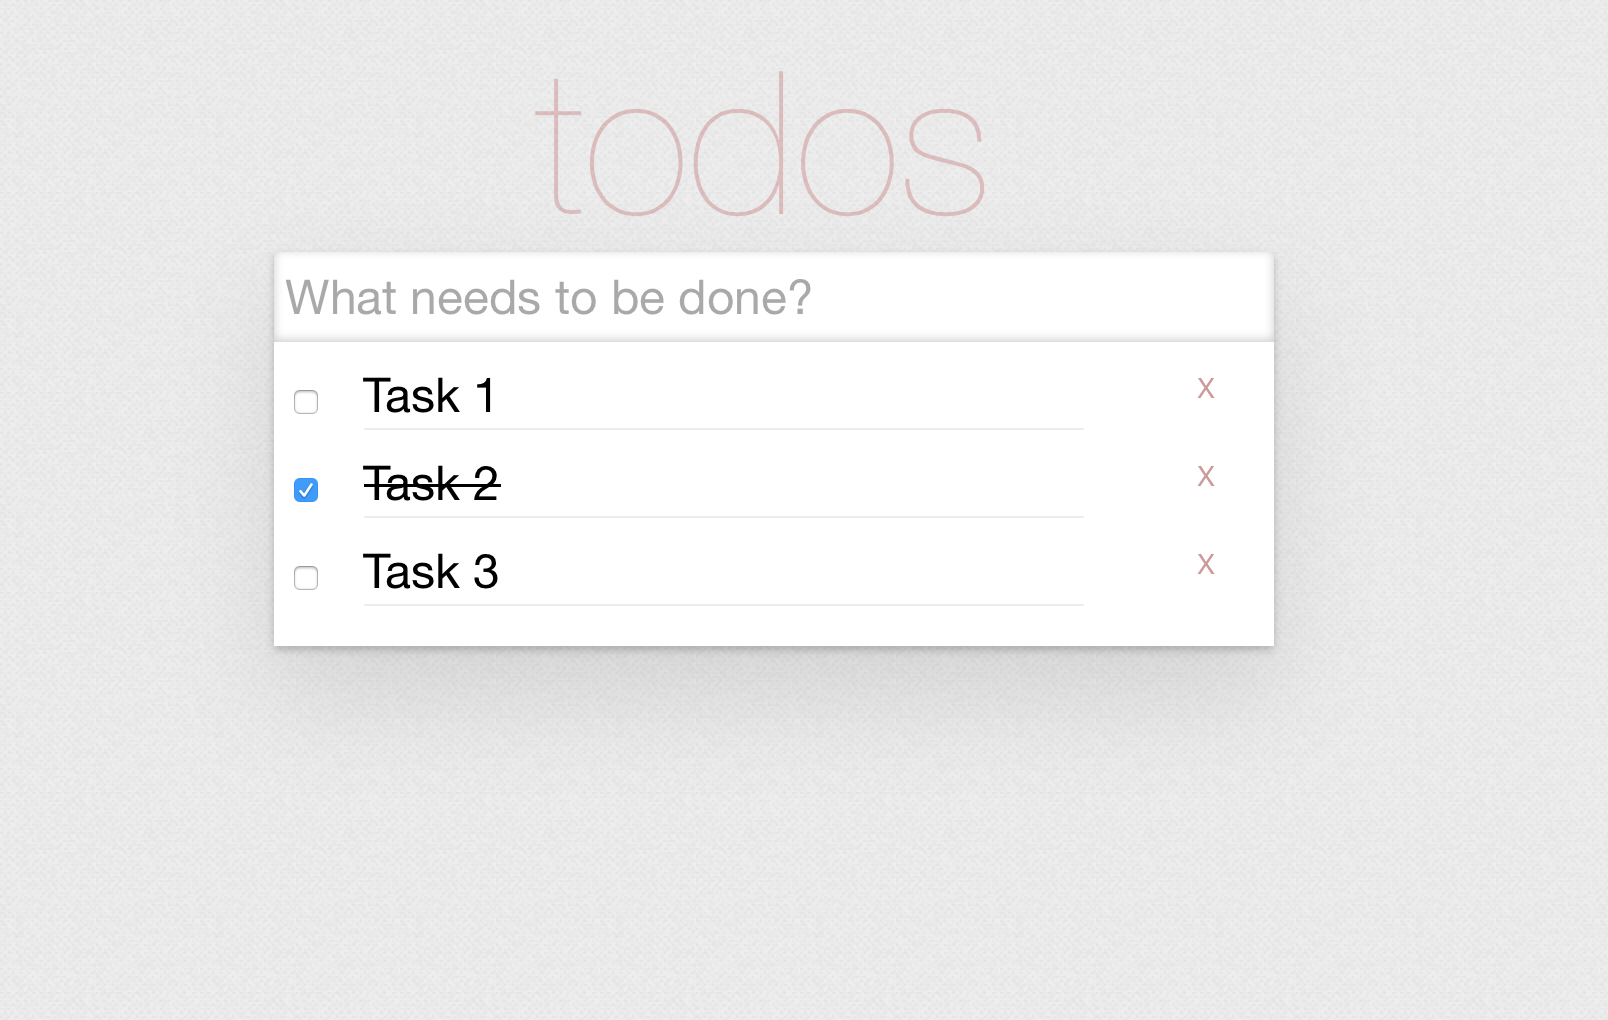 todos
What needs to be done?
Task 1 X
Task 2 X
Task 3 X